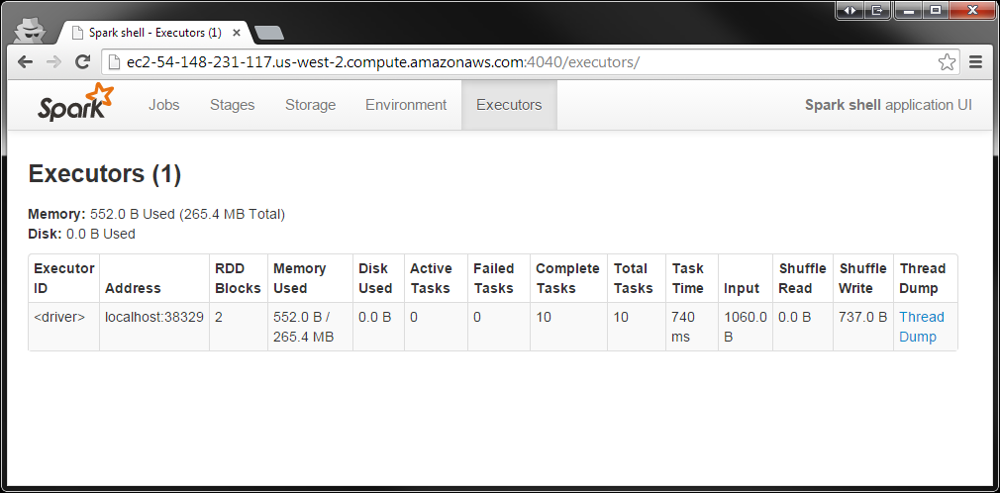 Spark shell - Executors (1)
ec2-54-148-231-117.us-west-2.compute.amazonaws.com:4040/executors/
Spark Jobs Stages Storage Environment Executors Spark shell application UI
Executors (1)
Memory: 552.0 B Used (265.4 MB Total)
Disk: 0.0 B Used
Executor RDD Memory Disk Active Failed Complete Total Task Shuffle Shuffle Thread
ID Address Blocks Used Used Tasks Tasks Tasks Tasks Time Input Read Write Dump
<driver> localhost:38329 2 552.0 B / 0.0 B 0 0 10 10 740 1060.0 0.0 B 737.0 B Thread
265.4 MB ms B Dump